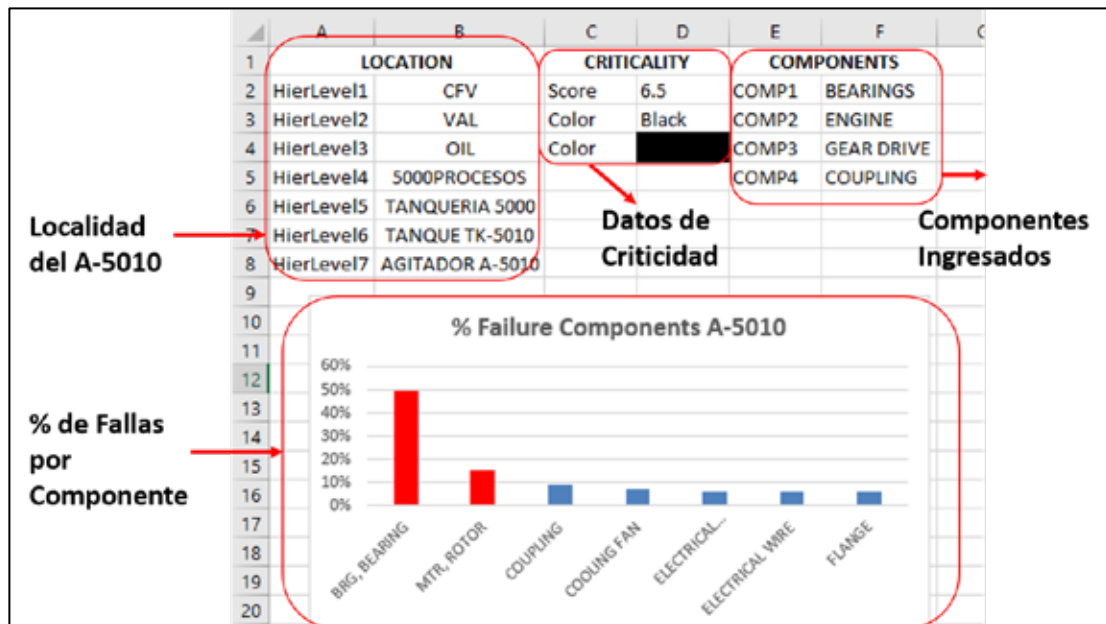 A B C D E F
1 LOCATION CRITICALITY COMPONENTS
2 HierLevel1 CFV Score 6.5 COMP1 BEARINGS
3 HierLevel2 VAL Color Black COMP2 ENGINE
4 HierLevel3 OIL Color COMP3 GEAR DRIVE
5 HierLevel4 5000PROCESOS COMP4 COUPLING
6 HierLevel5 TANQUERIA 5000
7 HierLevel6 TANQUE TK-5010
8 HierLevel7 AGITADOR A-5010
Localidad
del A-5010
Datos de
Criticidad
Componentes
Ingresados
9
10
11
12
13
14
15
16
17
18
19
20
% Failure Components A-5010
60%
50%
40%
30%
20%
10%
0%
BRG, BEARING
MTR, ROTOR
COUPLING
COOLING FAN
ELECTRICAL...
ELECTRICAL WIRE
FLANGE
% de Fallas
por
Componente